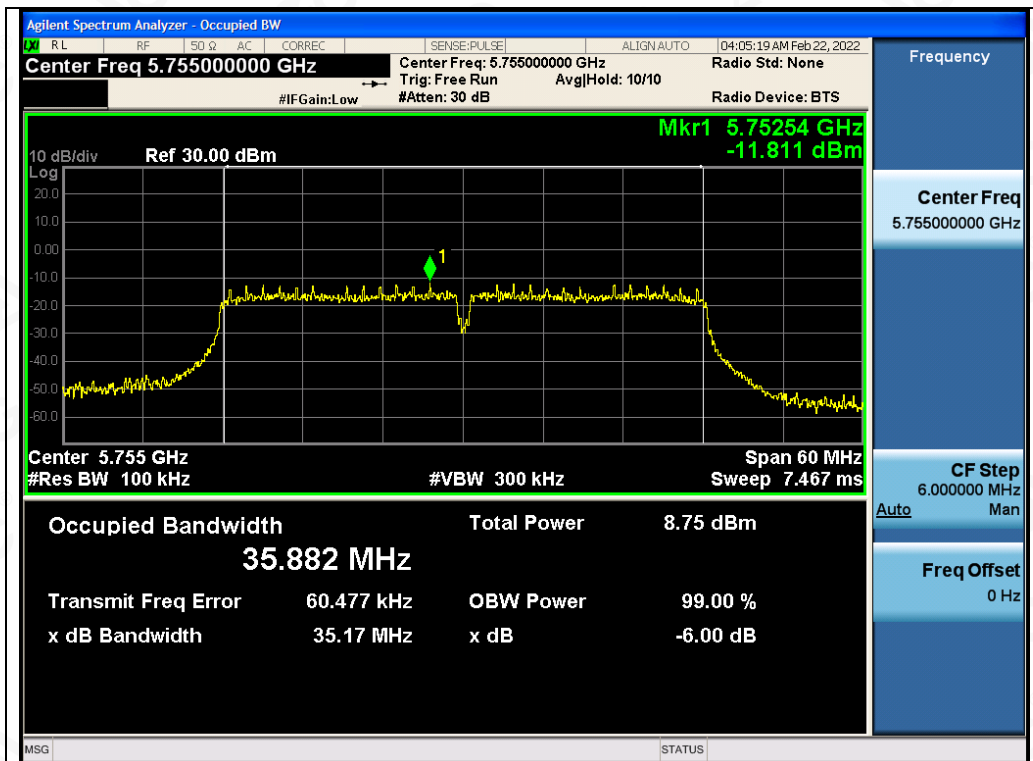 Agilent Spectrum Analyzer - Occupied BW
LXI RL RF 50 Ω AC CORREC SENSE:PULSE ALIGN AUTO 04:05:19 AM Feb 22, 2022
Center Freq 5.755000000 GHz
Center Freq: 5.755000000 GHz
Radio Std: None
Trig: Free Run Avg|Hold: 10/10
#IFGain:Low
#Atten: 30 dB
Radio Device: BTS
Frequency
Mkr1 5.75254 GHz
-11.811 dBm
10 dB/div Ref 30.00 dBm
Log
20.0
10.0
0.00
-10.0
-20.0
-30.0
-40.0
-50.0
-60.0
1
Center 5.755 GHz Span 60 MHz
#Res BW 100 kHz #VBW 300 kHz Sweep 7.467 ms
Center Freq
5.755000000 GHz
CF Step
6.000000 MHz
Auto Man
Freq Offset
0 Hz
Occupied Bandwidth Total Power 8.75 dBm
35.882 MHz
Transmit Freq Error 60.477 kHz OBW Power 99.00 %
x dB Bandwidth 35.17 MHz x dB -6.00 dB
MSG STATUS